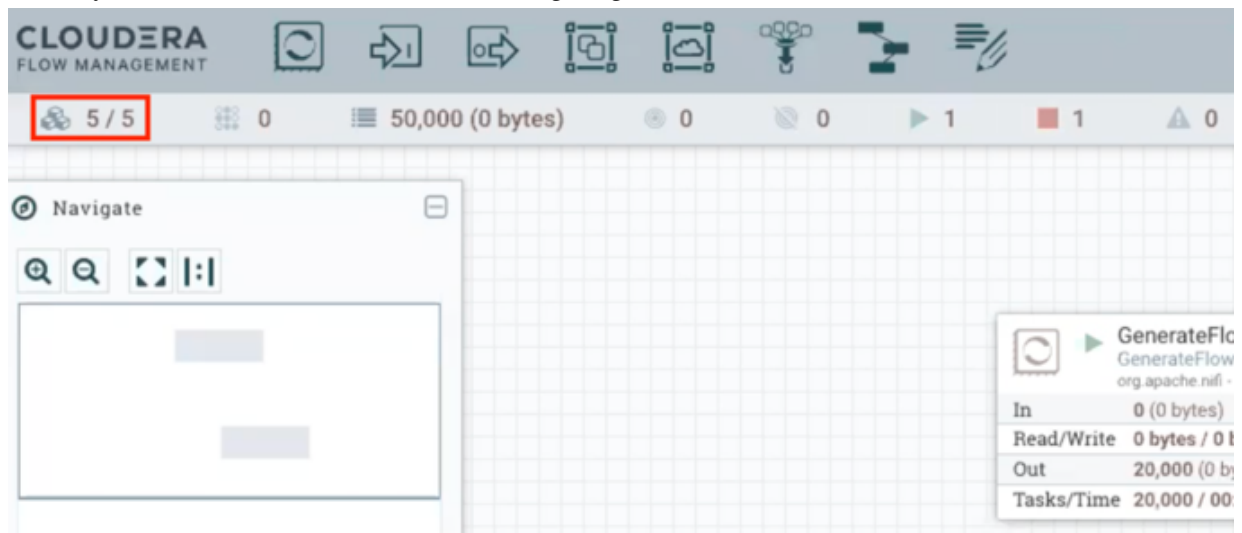 CLOUDERA
FLOW MANAGEMENT
5 / 5 0 50,000 (0 bytes) 0 0 1 1 0
Navigate
GenerateFlo
GenerateFlow
org.apache.nifi -
In 0 (0 bytes)
Read/Write 0 bytes / 0 b
Out 20,000 (0 by
Tasks/Time 20,000 / 00: